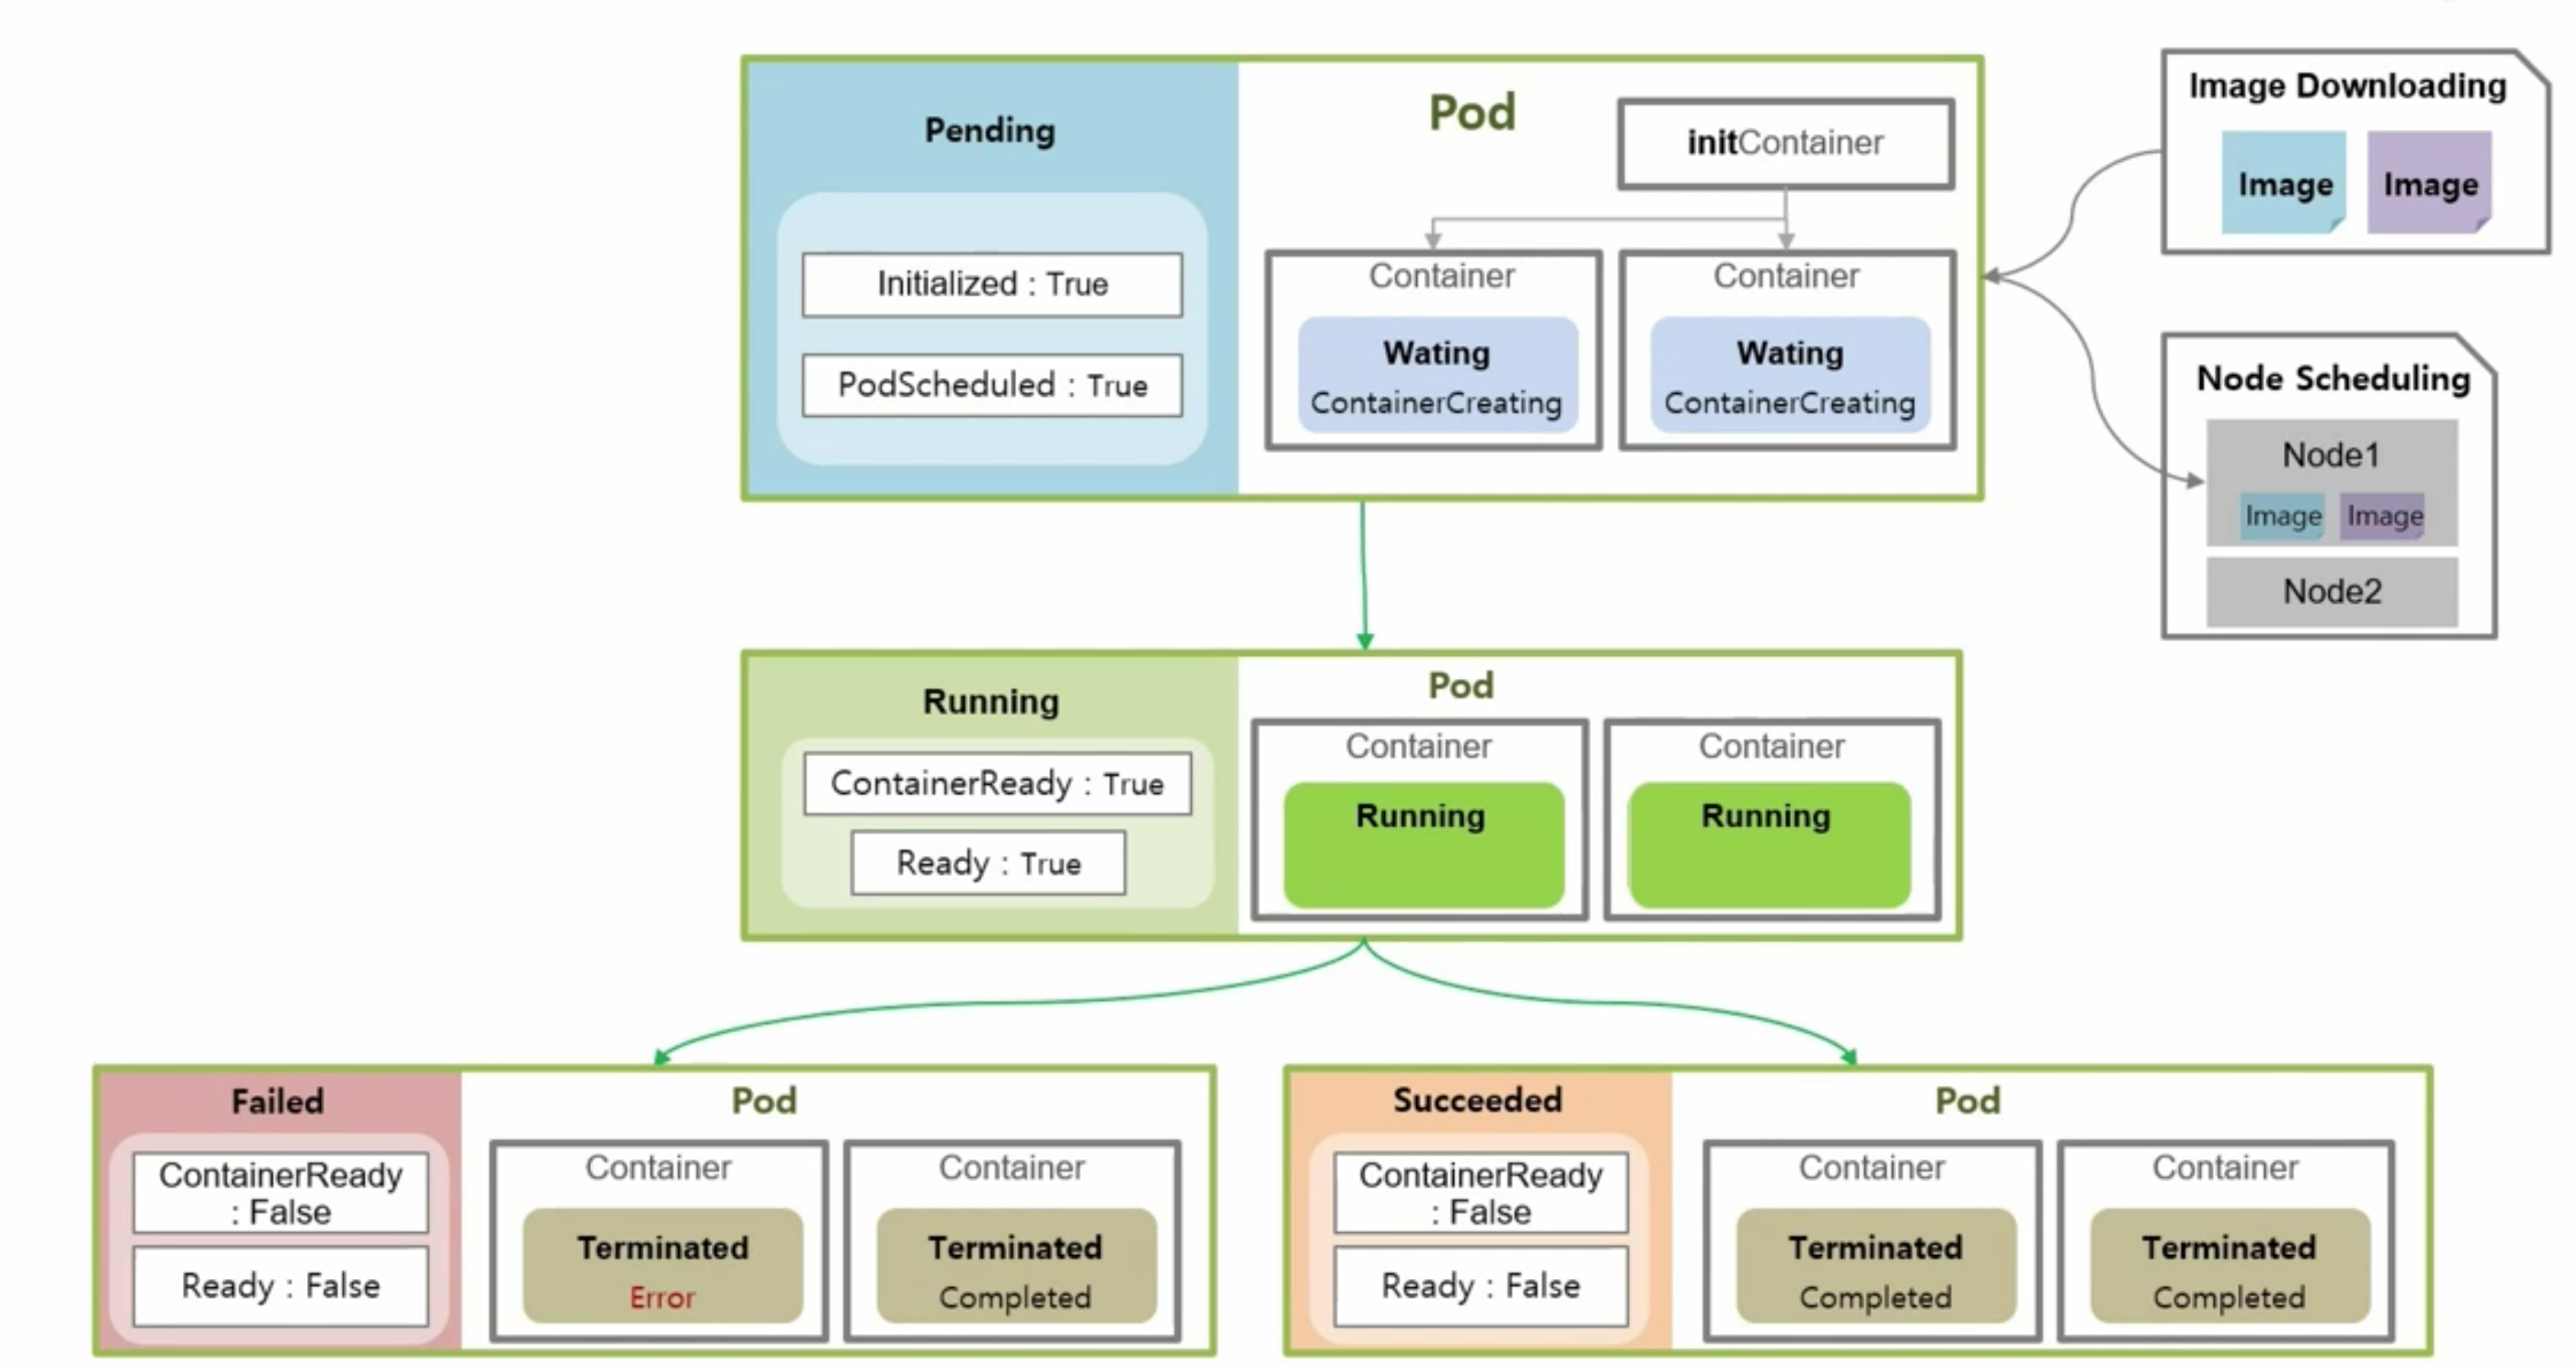 Pending
Initialized : True
PodScheduled : True
Pod
initContainer
Container
Wating
ContainerCreating
Container
Wating
ContainerCreating
Image Downloading
Image Image
Node Scheduling
Node1
Image Image
Node2
Running
ContainerReady : True
Ready : True
Pod
Container
Running
Container
Running
Failed
ContainerReady
: False
Ready : False
Pod
Container
Terminated
Error
Container
Terminated
Completed
Succeeded
ContainerReady
: False
Ready : False
Pod
Container
Terminated
Completed
Container
Terminated
Completed